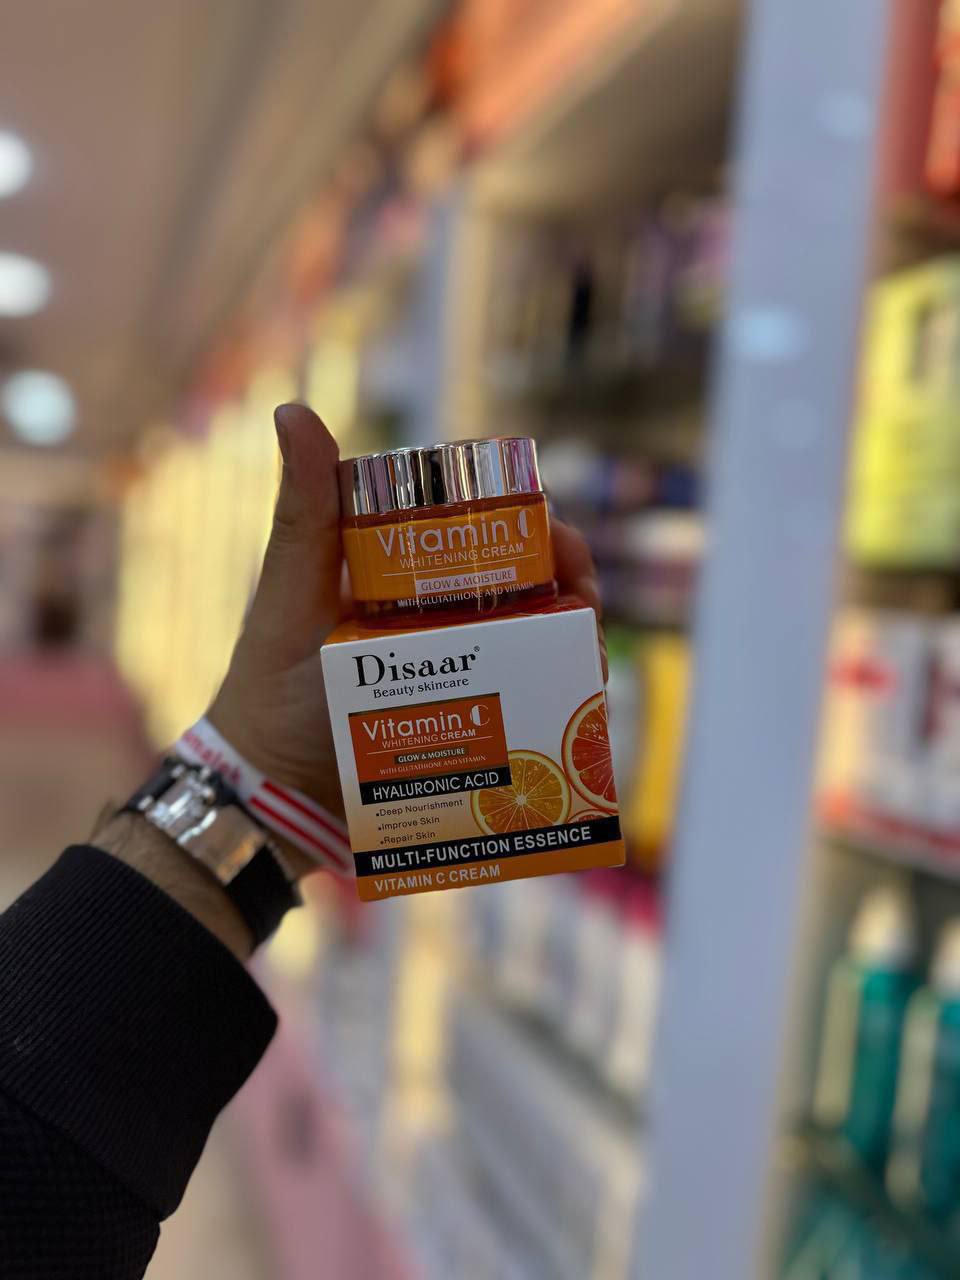 Vitamin C
WHITENING CREAM
GLOW & MOISTURE
WITH GLUTATHIONE AND VITAMIN
Disaar®
Beauty skincare
Vitamin C
WHITENING CREAM
GLOW & MOISTURE
WITH GLUTATHIONE AND VITAMIN
HYALURONIC ACID
•Deep Nourishment
•Improve Skin
•Repair Skin
MULTI-FUNCTION ESSENCE
VITAMIN C CREAM